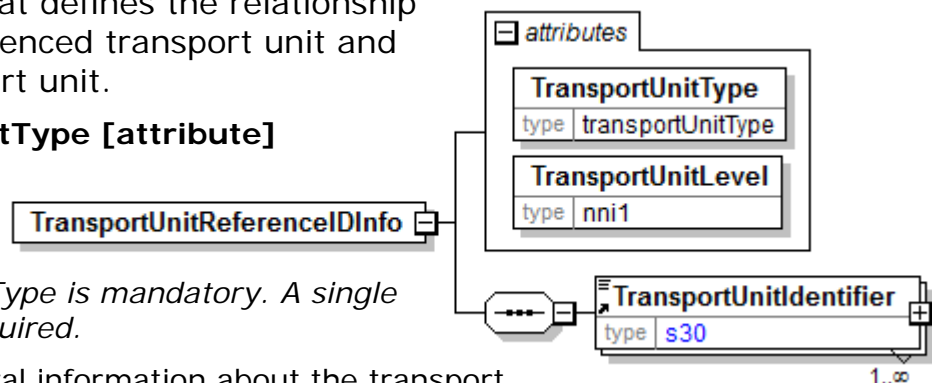 at defines the relationship
enced transport unit and
rt unit.
tType [attribute]
Type is mandatory. A single
uired.
al information about the transport
attributes
TransportUnitType
type transportUnitType
TransportUnitLevel
type nni1
TransportUnitReferenceIDInfo
TransportUnitIdentifier
type s30
1..∞